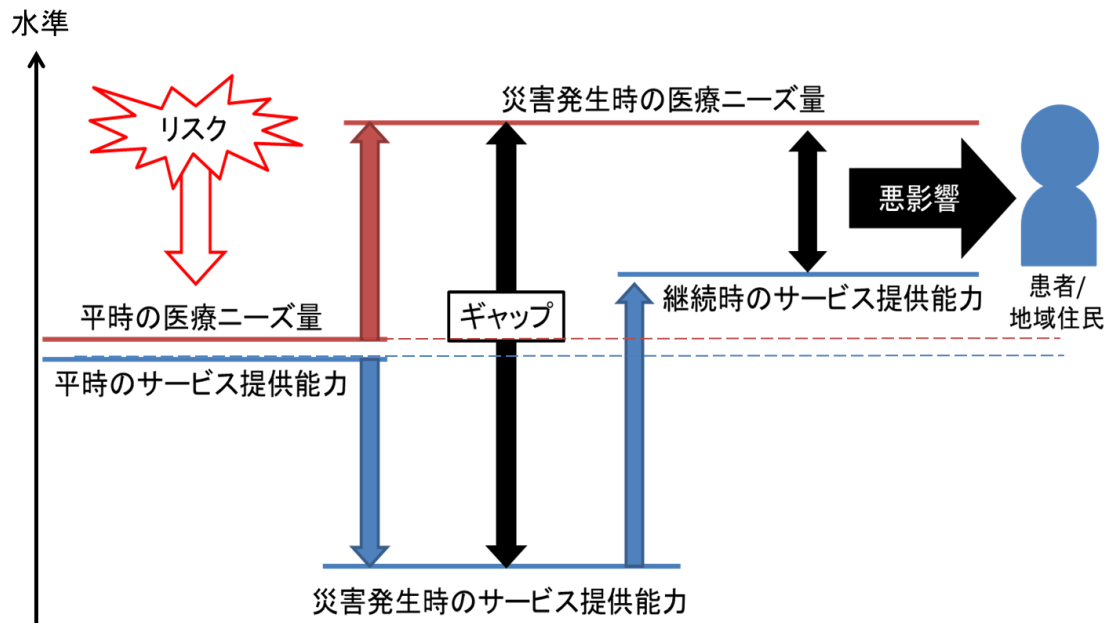 水準
リスク
災害発生時の医療ニーズ量
悪影響
継続時のサービス提供能力
患者/
地域住民
平時の医療ニーズ量
ギャップ
平時のサービス提供能力
災害発生時のサービス提供能力